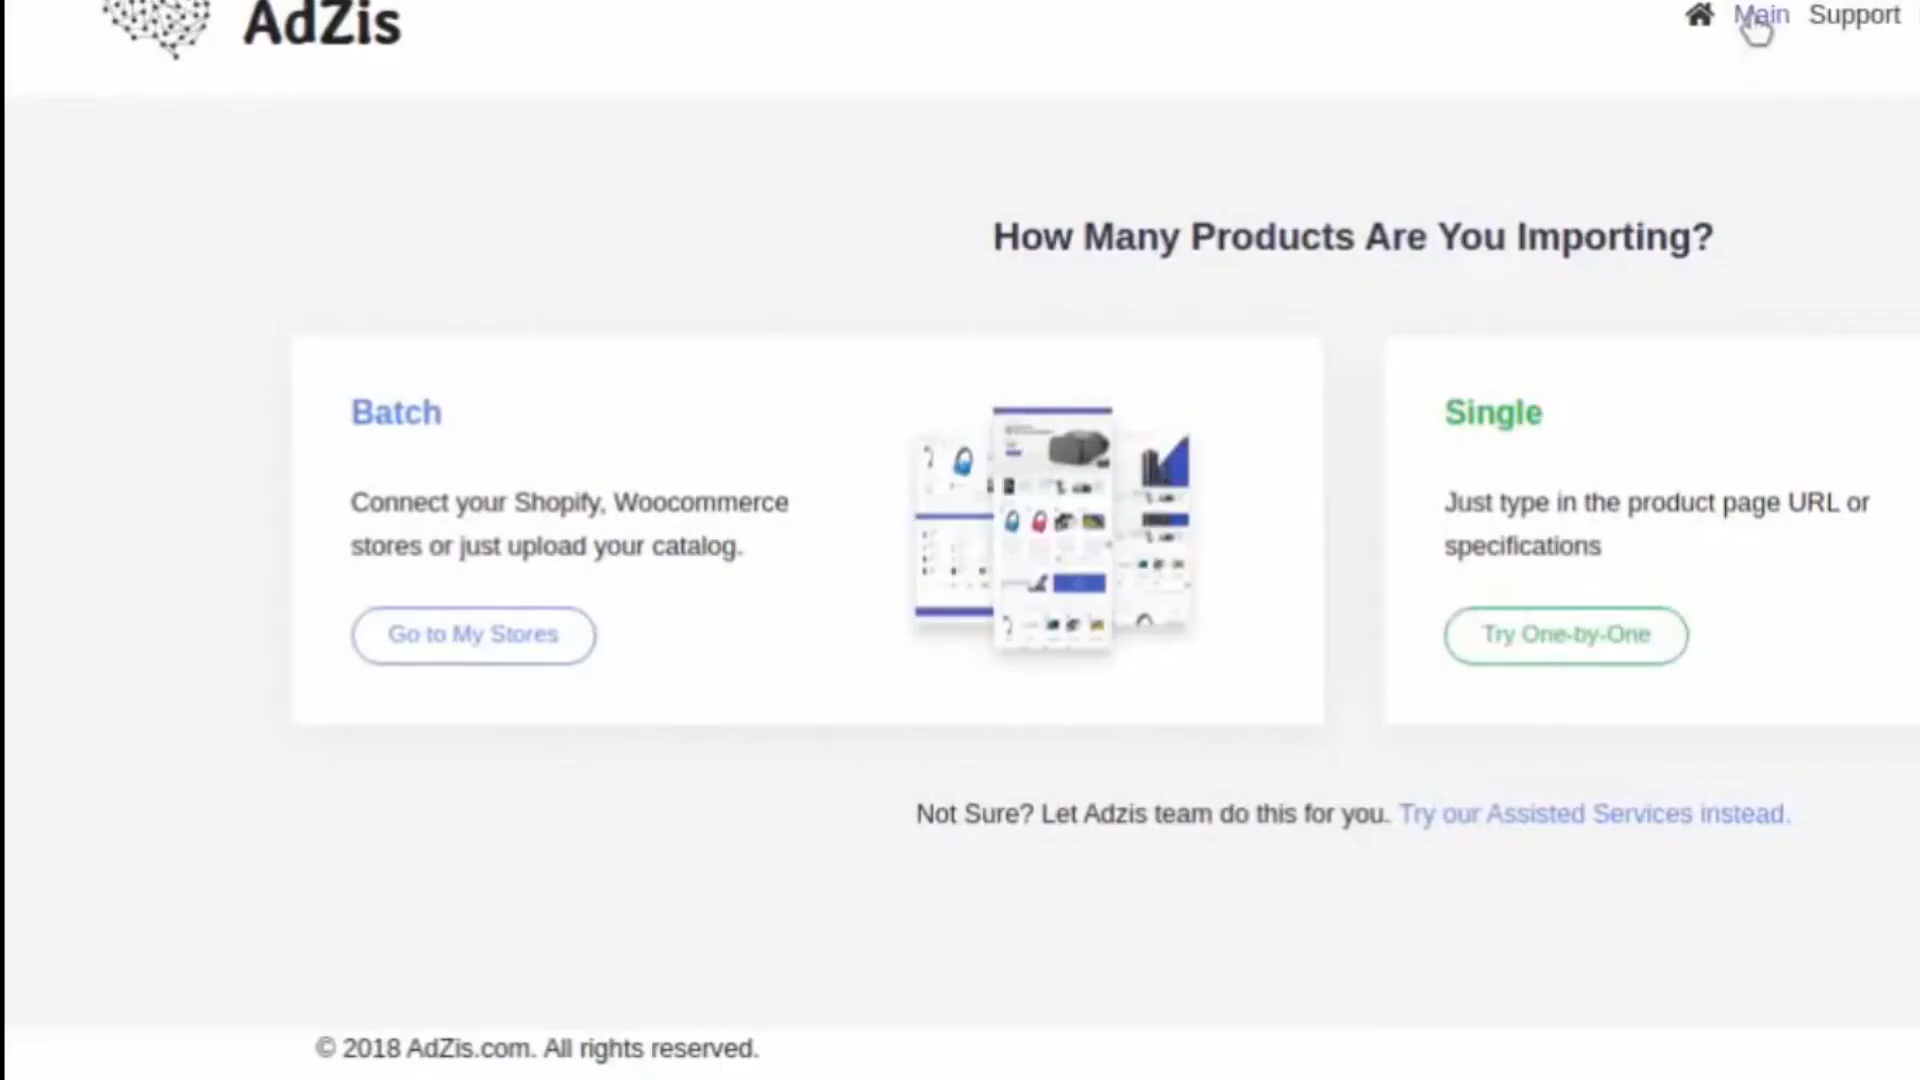 AdZis
Main Support
How Many Products Are You Importing?
Batch
Connect your Shopify, Woocommerce
stores or just upload your catalog.
Go to My Stores
Single
Just type in the product page URL or
specifications
Try One-by-One
Not Sure? Let Adzis team do this for you. Try our Assisted Services instead.
© 2018 AdZis.com. All rights reserved.